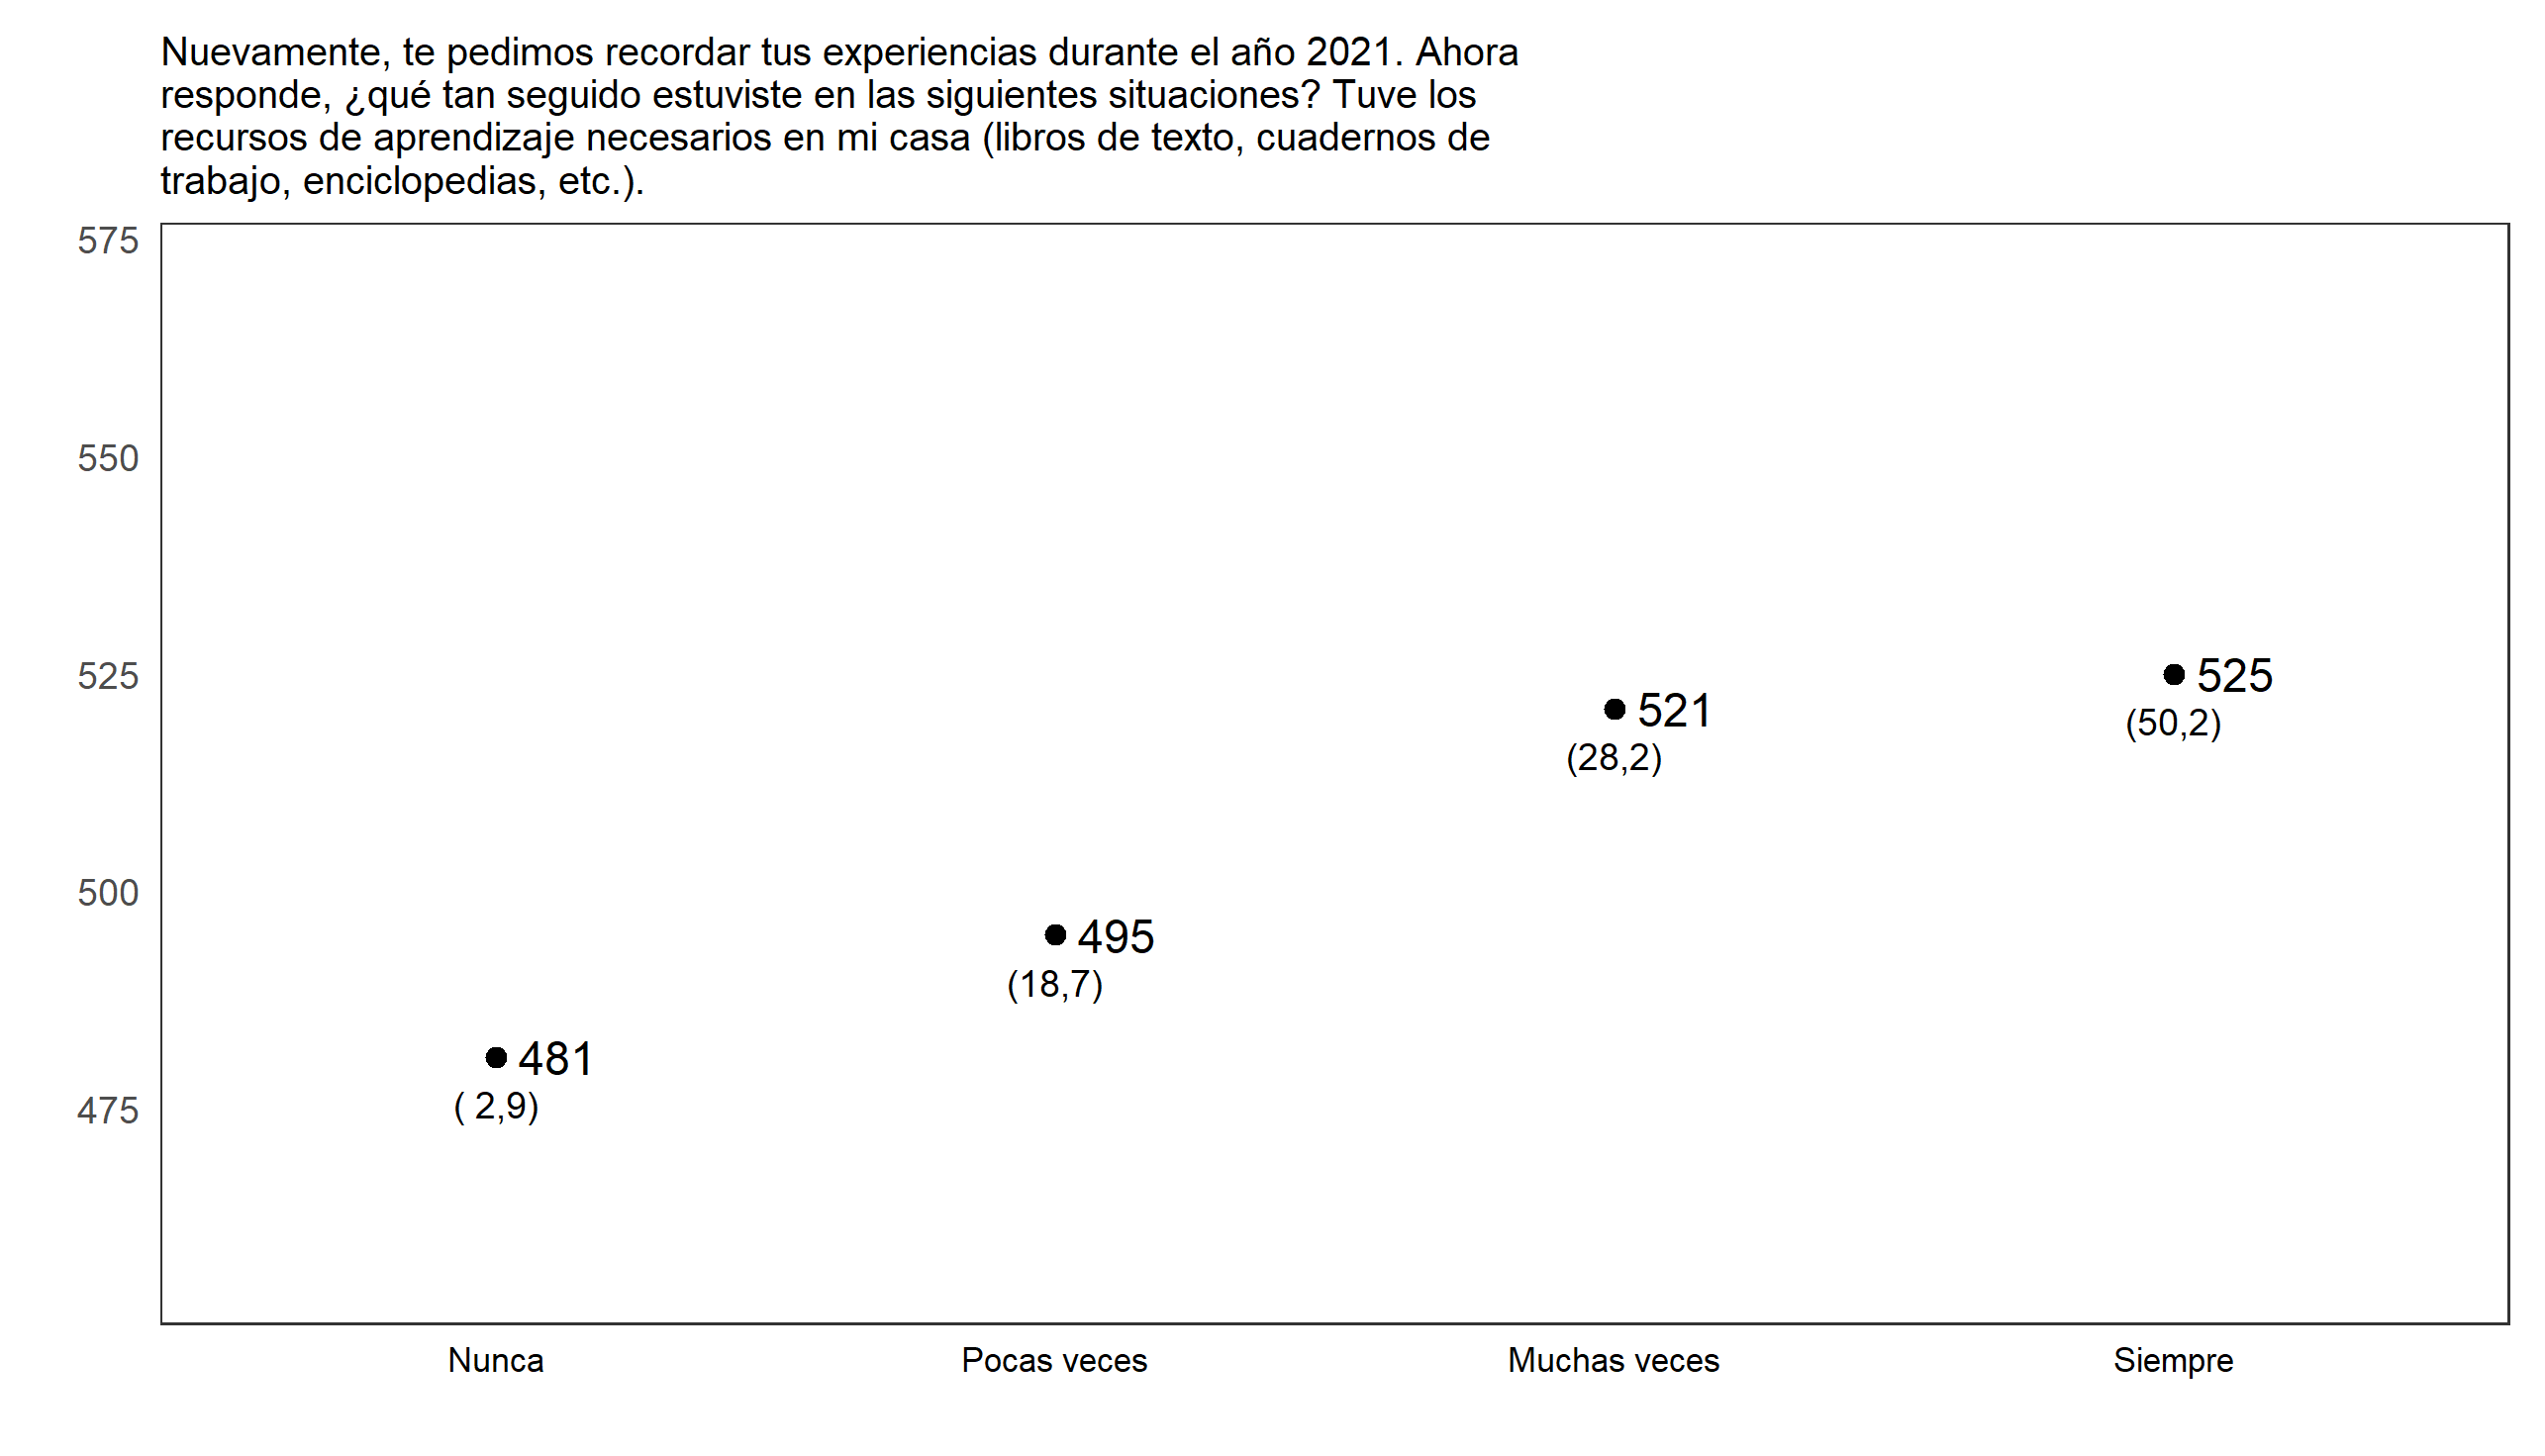 Nuevamente, te pedimos recordar tus experiencias durante el año 2021. Ahora
responde, ¿qué tan seguido estuviste en las siguientes situaciones? Tuve los
recursos de aprendizaje necesarios en mi casa (libros de texto, cuadernos de
trabajo, enciclopedias, etc.).
575
550
525
500
475
481
( 2,9)
495
(18,7)
521
(28,2)
525
(50,2)
Nunca
Pocas veces
Muchas veces
Siempre